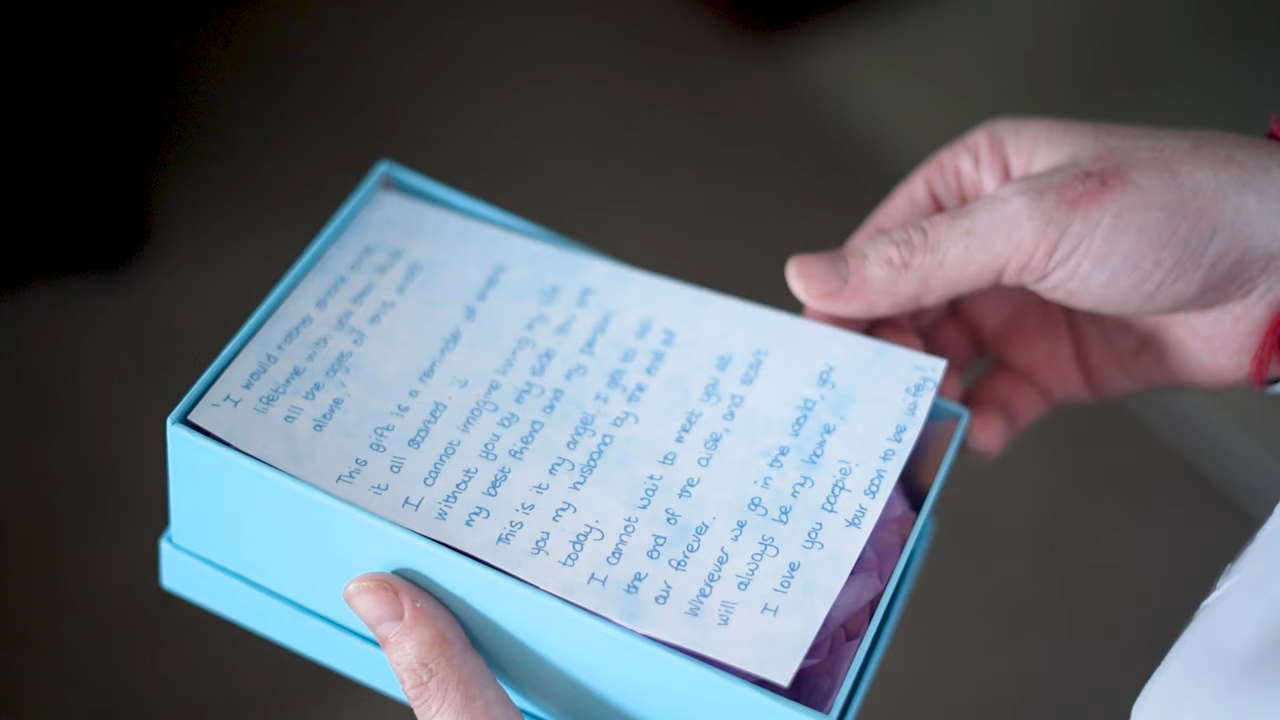 'I would rather share one
lifetime with you than face
all the ages of this world
alone.'
This gift is a reminder of where
it all started.
I cannot imagine living my life
without you by my side. You are
my best friend and my person.
This is it my angel, I get to call
you my husband by the end of
today.
I cannot wait to meet you at
the end of the aisle, and start
our forever.
Wherever we go in the world, you
will always be my home,
I love you poopie!
Your soon to be wifey!